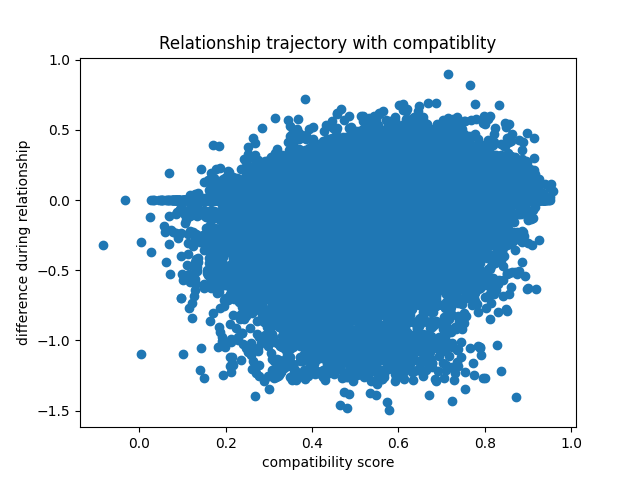 Relationship trajectory with compatiblity
1.0
0.5
0.0
−0.5
−1.0
−1.5
difference during relationship
0.0 0.2 0.4 0.6 0.8 1.0
compatibility score